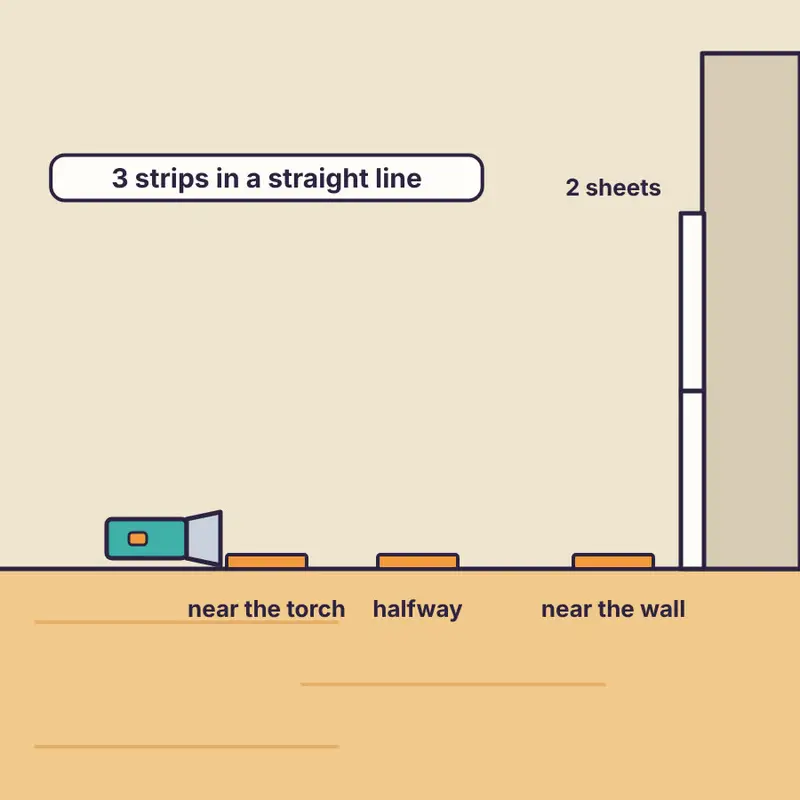 3 strips in a straight line
2 sheets
near the torch
halfway
near the wall